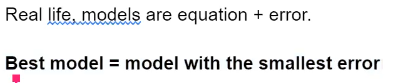 Real life, models are equation + error.
Best model = model with the smallest error